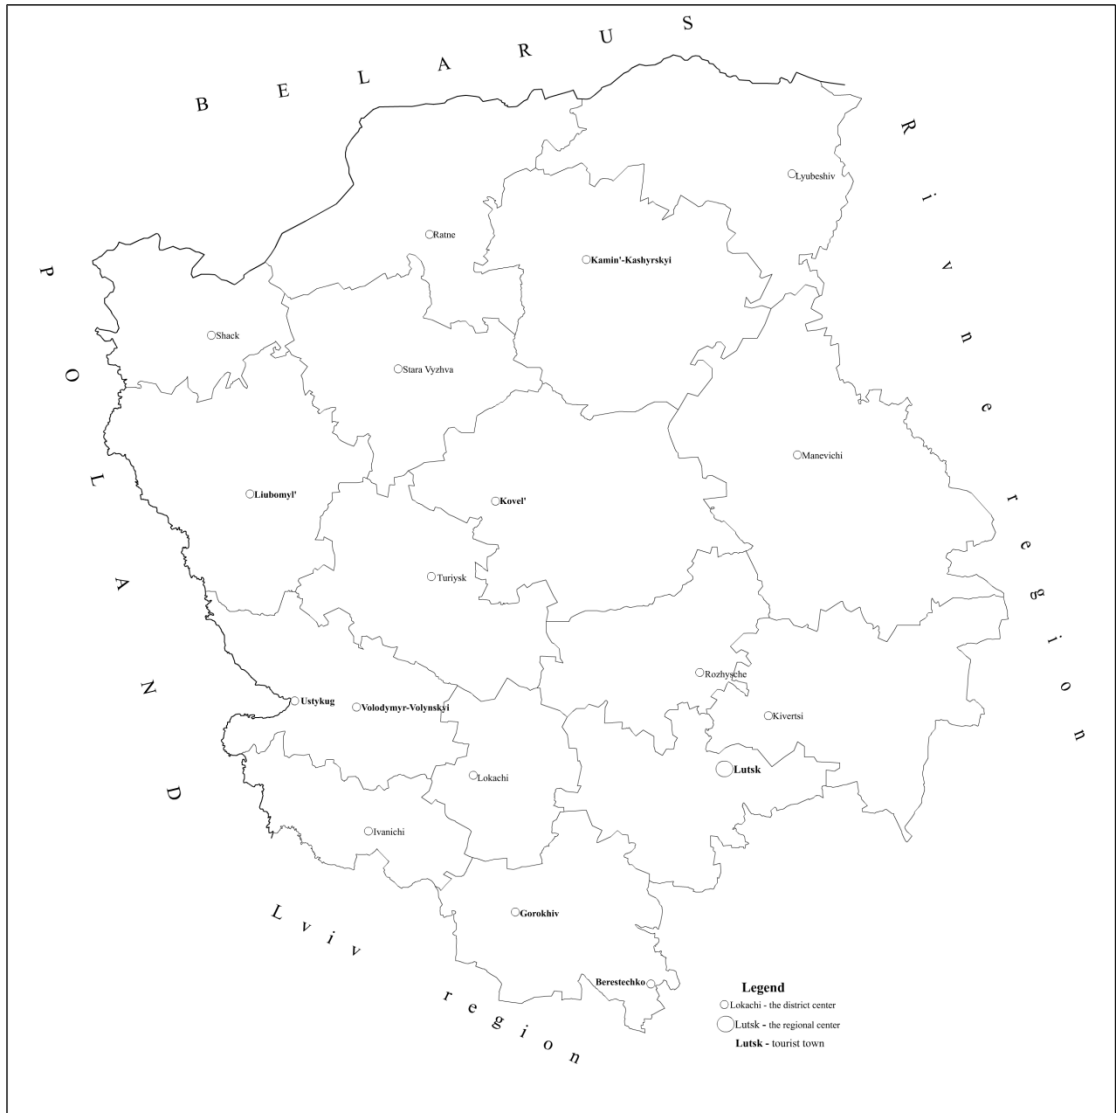 BELARUS
Rivne region
POLAND
Lyubeshiv
Ratne
Kamin'-Kashyrskyi
Shack
Stara Vyzhva
Manevichi
Liubomyl'
Kovel'
Turiysk
Rozhysche
Ustykug
Volodymyr-Volynskyi
Kivertsi
Lutsk
Lokachi
Ivanichi
Gorokhiv
Berestechko
Lviv region
Legend
Lokachi - the district center
Lutsk - the regional center
Lutsk - tourist town